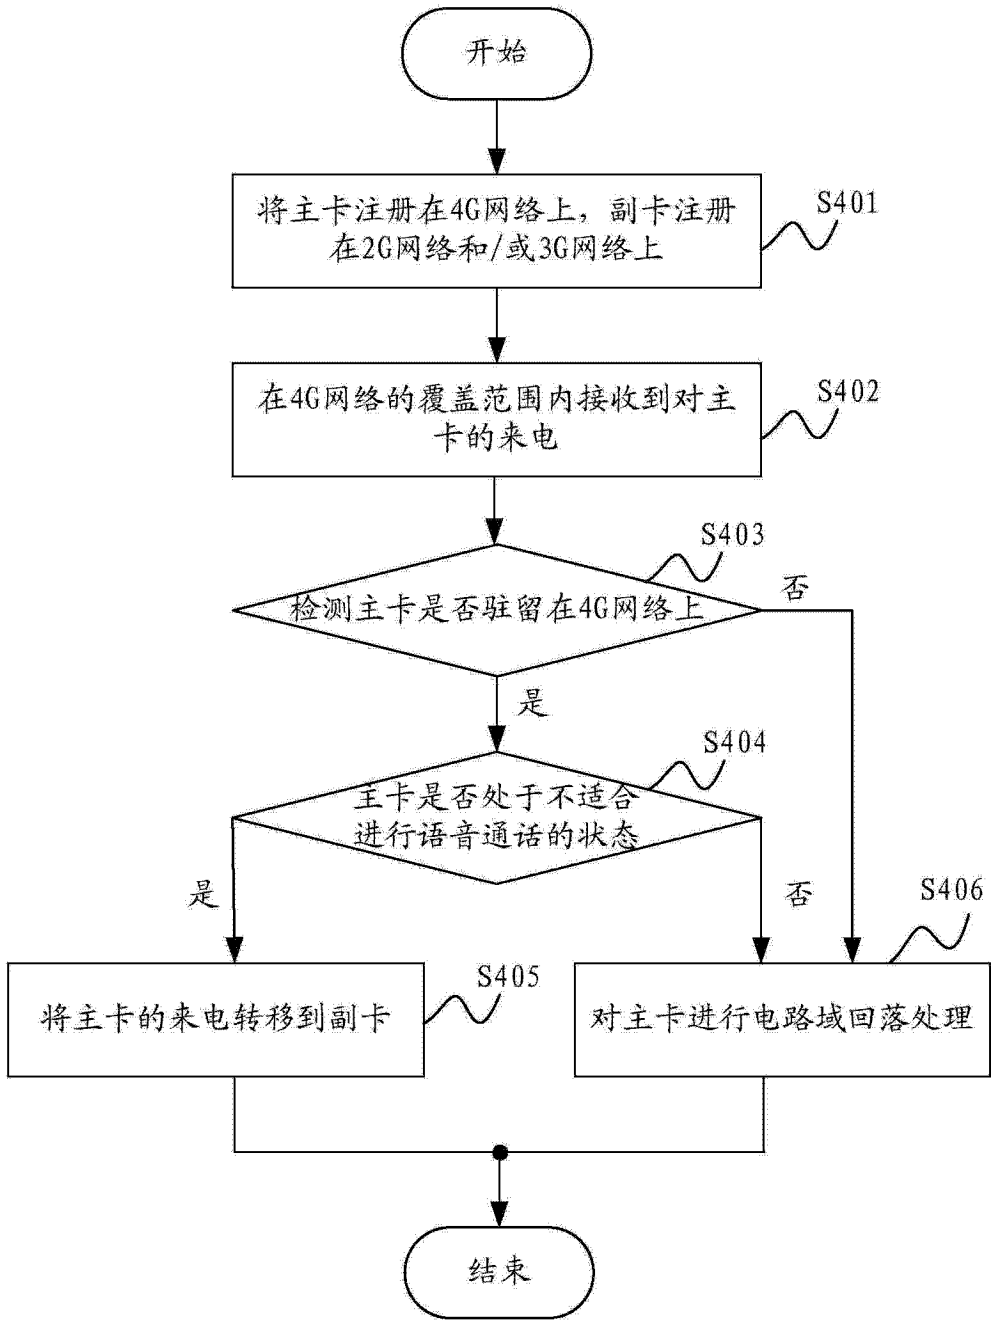 开始
将主卡注册在4G网络上，副卡注册
在2G网络和/或3G网络上
S401
在4G网络的覆盖范围内接收到对主
卡的来电
S402
S403
检测主卡是否驻留在4G网络上
否
是
S404
主卡是否处于不适合
进行语音通话的状态
是
否
S406
将主卡的来电转移到副卡
S405
对主卡进行电路域回落处理
结束